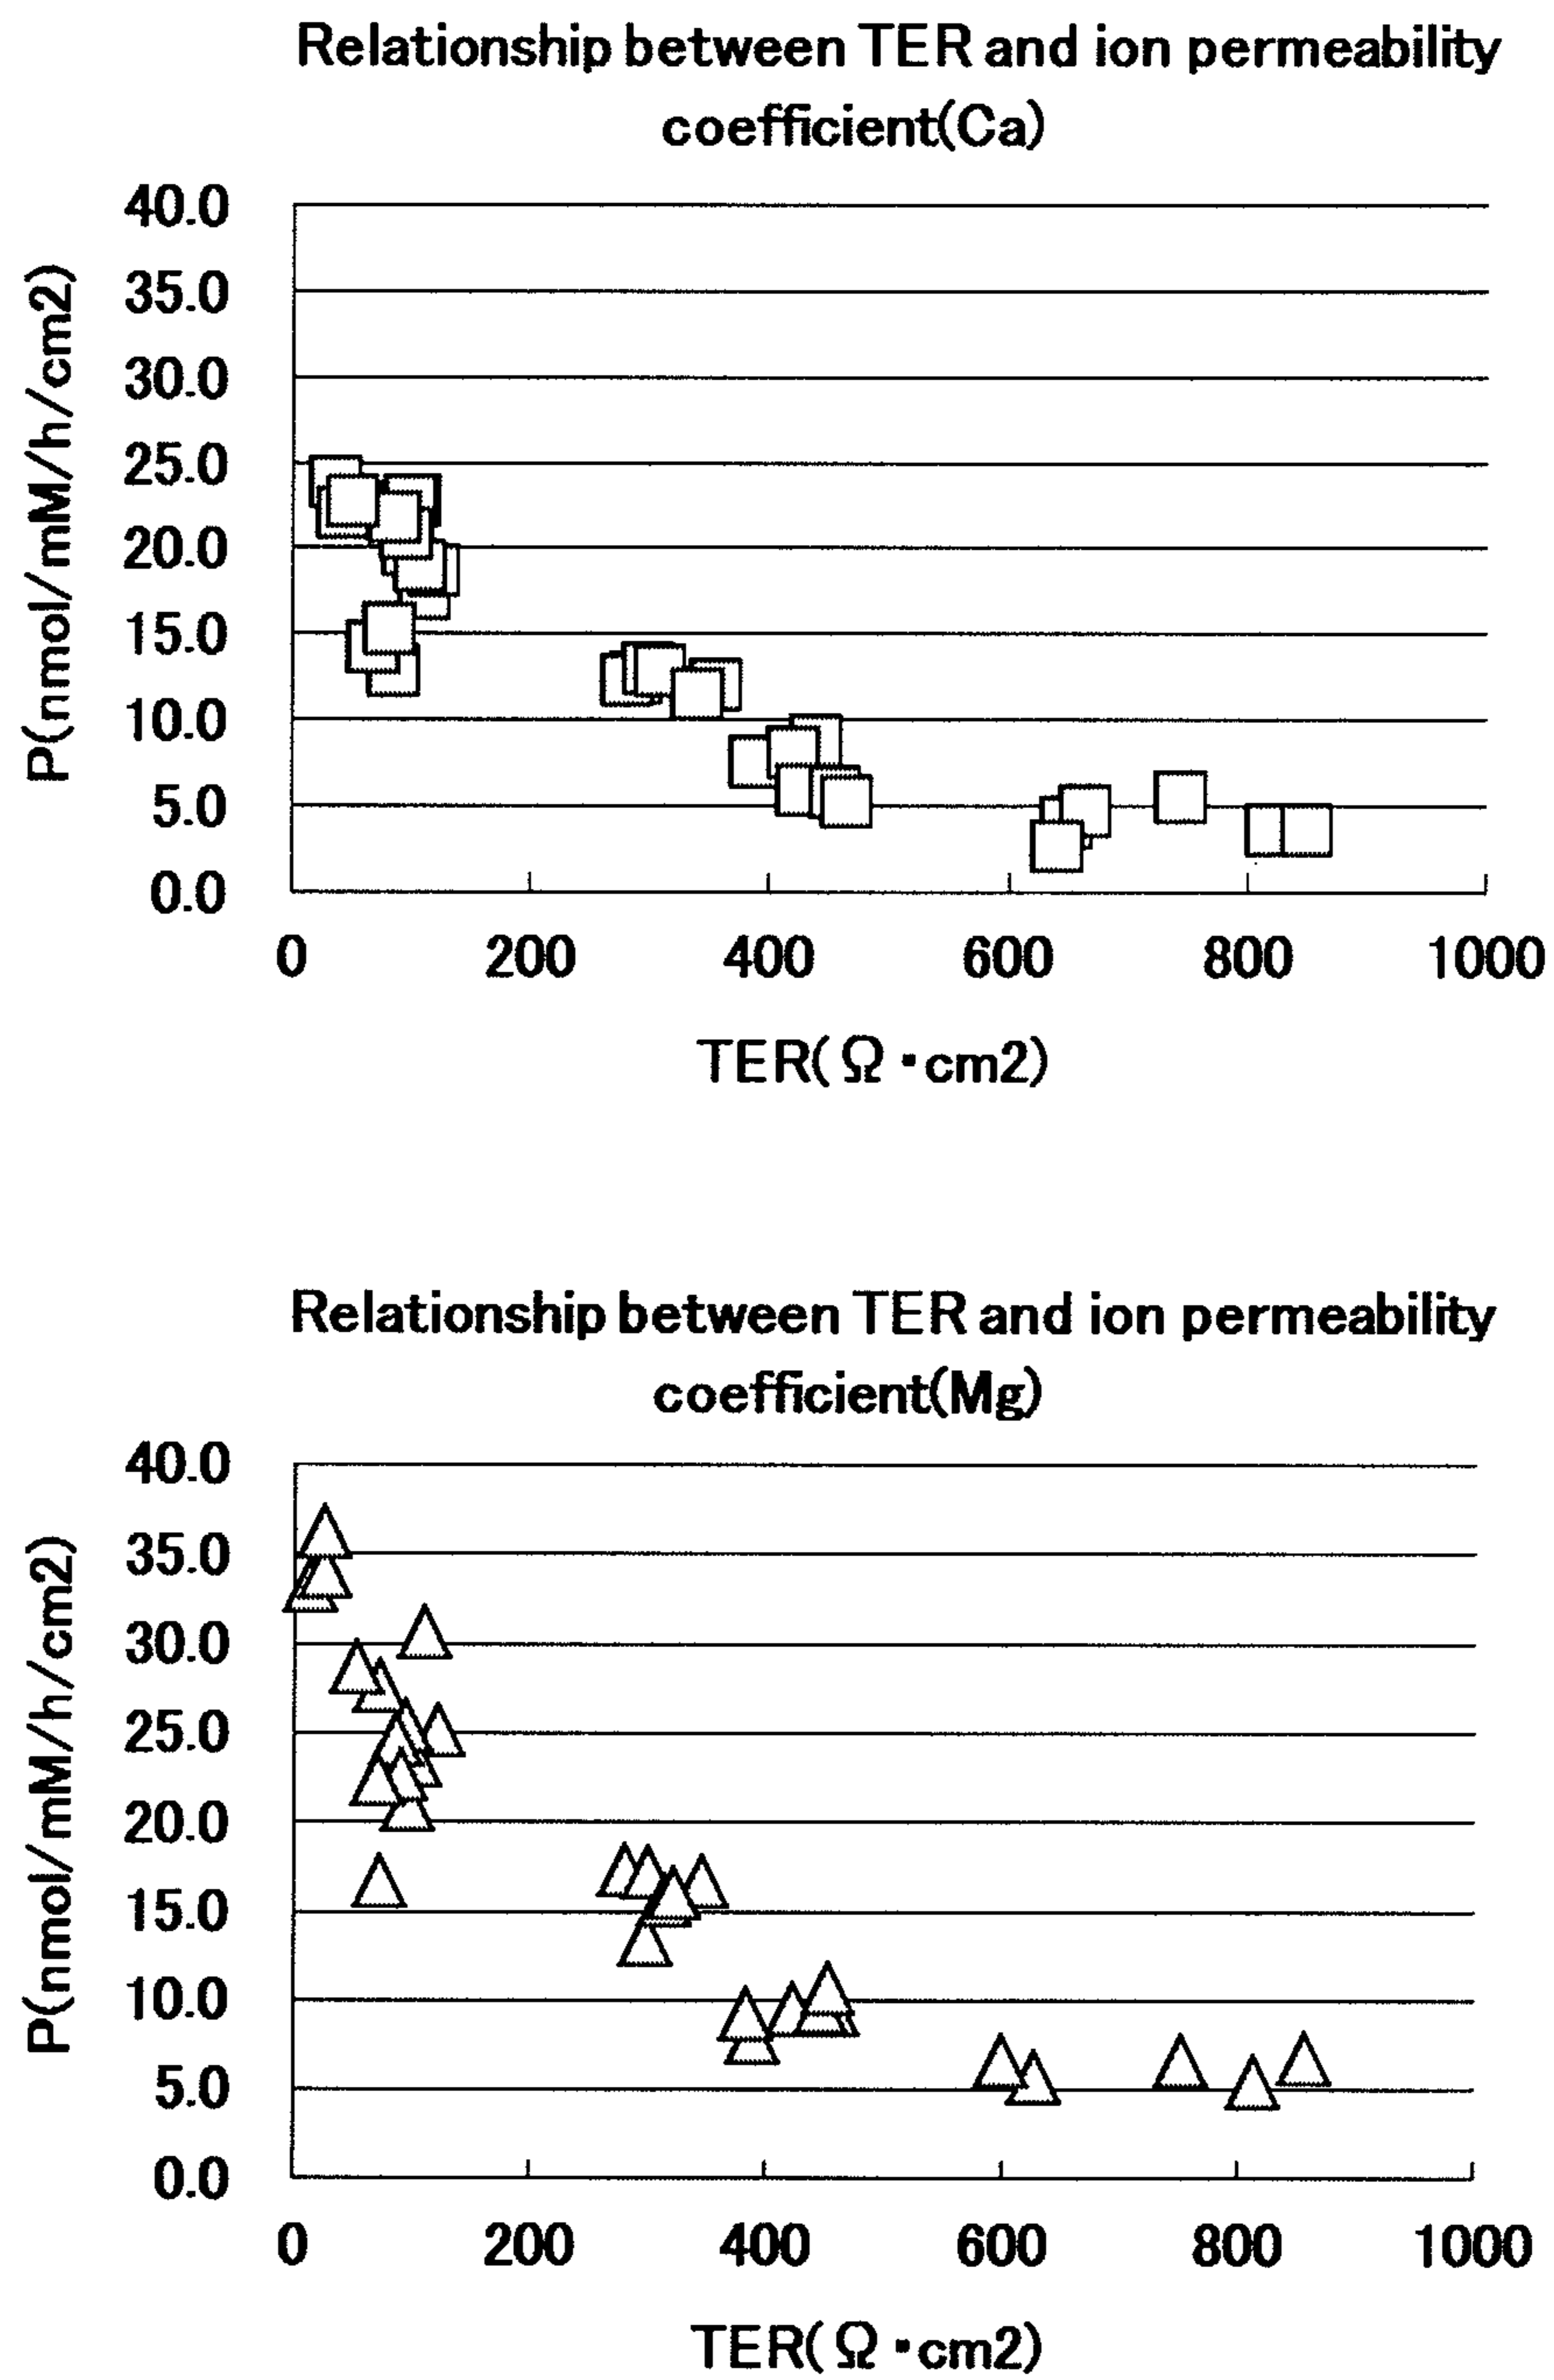 Relationship between TER and ion permeability
coefficient(Ca)
P(nmol/mM/h/cm2)
40.0
35.0
30.0
25.0
20.0
15.0
10.0
5.0
0.0
0 200 400 600 800 1000
TER(Ω・cm2)
Relationship between TER and ion permeability
coefficient(Mg)
P(nmol/mM/h/cm2)
40.0
35.0
30.0
25.0
20.0
15.0
10.0
5.0
0.0
0 200 400 600 800 1000
TER(Ω・cm2)